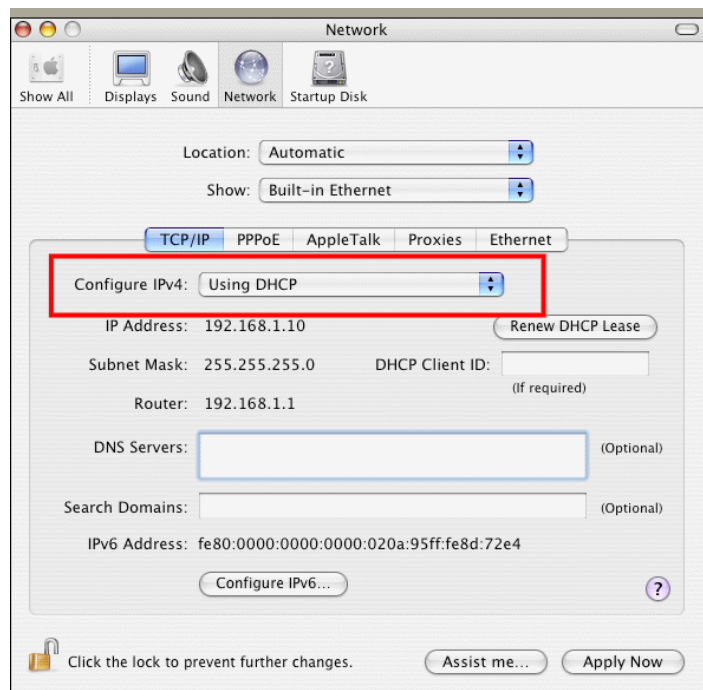 Network
Show All Displays Sound Network Startup Disk
Location: Automatic
Show: Built-in Ethernet
TCP/IP PPPoE AppleTalk Proxies Ethernet
Configure IPv4: Using DHCP
IP Address: 192.168.1.10 Renew DHCP Lease
Subnet Mask: 255.255.255.0 DHCP Client ID:
(If required)
Router: 192.168.1.1
DNS Servers: (Optional)
Search Domains: (Optional)
IPv6 Address: fe80:0000:0000:0000:020a:95ff:fe8d:72e4
Configure IPv6...
?
Click the lock to prevent further changes. Assist me... Apply Now